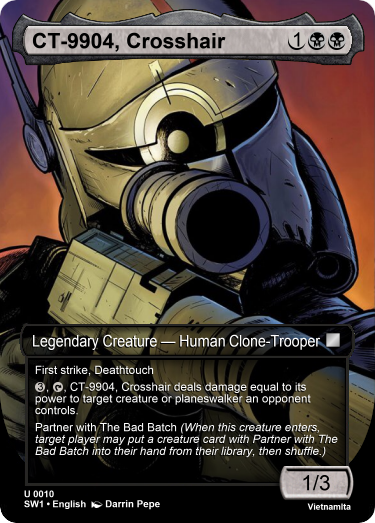 CT-9904, Crosshair 1
Legendary Creature — Human Clone-Trooper
First strike, Deathtouch
3, , CT-9904, Crosshair deals damage equal to its
power to target creature or planeswalker an opponent
controls.
Partner with The Bad Batch (When this creature enters,
target player may put a creature card with Partner with The
Bad Batch into their hand from their library, then shuffle.)
1/3
U 0010
SW1 • English Darrin Pepe
Vietnamita